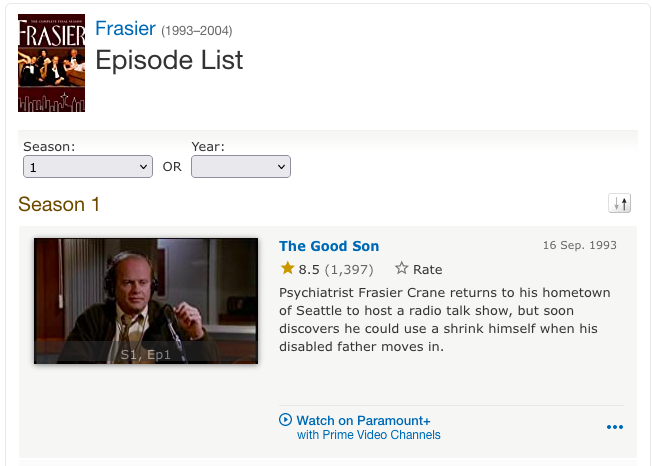 THE COMPLETE FINAL SEASON
FRASIER
Frasier (1993–2004)
Episode List
Season:
Year:
1
OR
Season 1
The Good Son
16 Sep. 1993
8.5 (1,397)
Rate
Psychiatrist Frasier Crane returns to his hometown
of Seattle to host a radio talk show, but soon
discovers he could use a shrink himself when his
disabled father moves in.
S1, Ep1
Watch on Paramount+
with Prime Video Channels